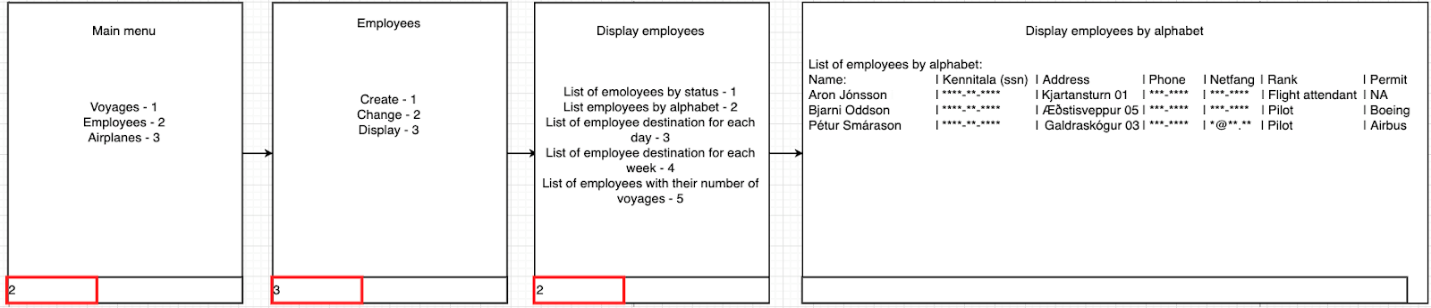 Main menu
Voyages - 1
Employees - 2
Airplanes - 3
2
Employees
Create - 1
Change - 2
Display - 3
3
Display employees
List of emoloyees by status - 1
List employees by alphabet - 2
List of employee destination for each
day - 3
List of employee destination for each
week - 4
List of employees with their number of
voyages - 5
2
Display employees by alphabet
List of employees by alphabet:
Name: | Kennitala (ssn) | Address | Phone | Netfang | Rank | Permit
Aron Jónsson | ****-**-**** | Kjartansturn 01 | ***-**** | ***-**** | Flight attendant | NA
Bjarni Oddson | ****-**-**** | Æðstisveppur 05 | ***-**** | ***-**** | Pilot | Boeing
Pétur Smárason | ****-**-**** | Galdraskógur 03 | ***-**** | *@**.** | Pilot | Airbus